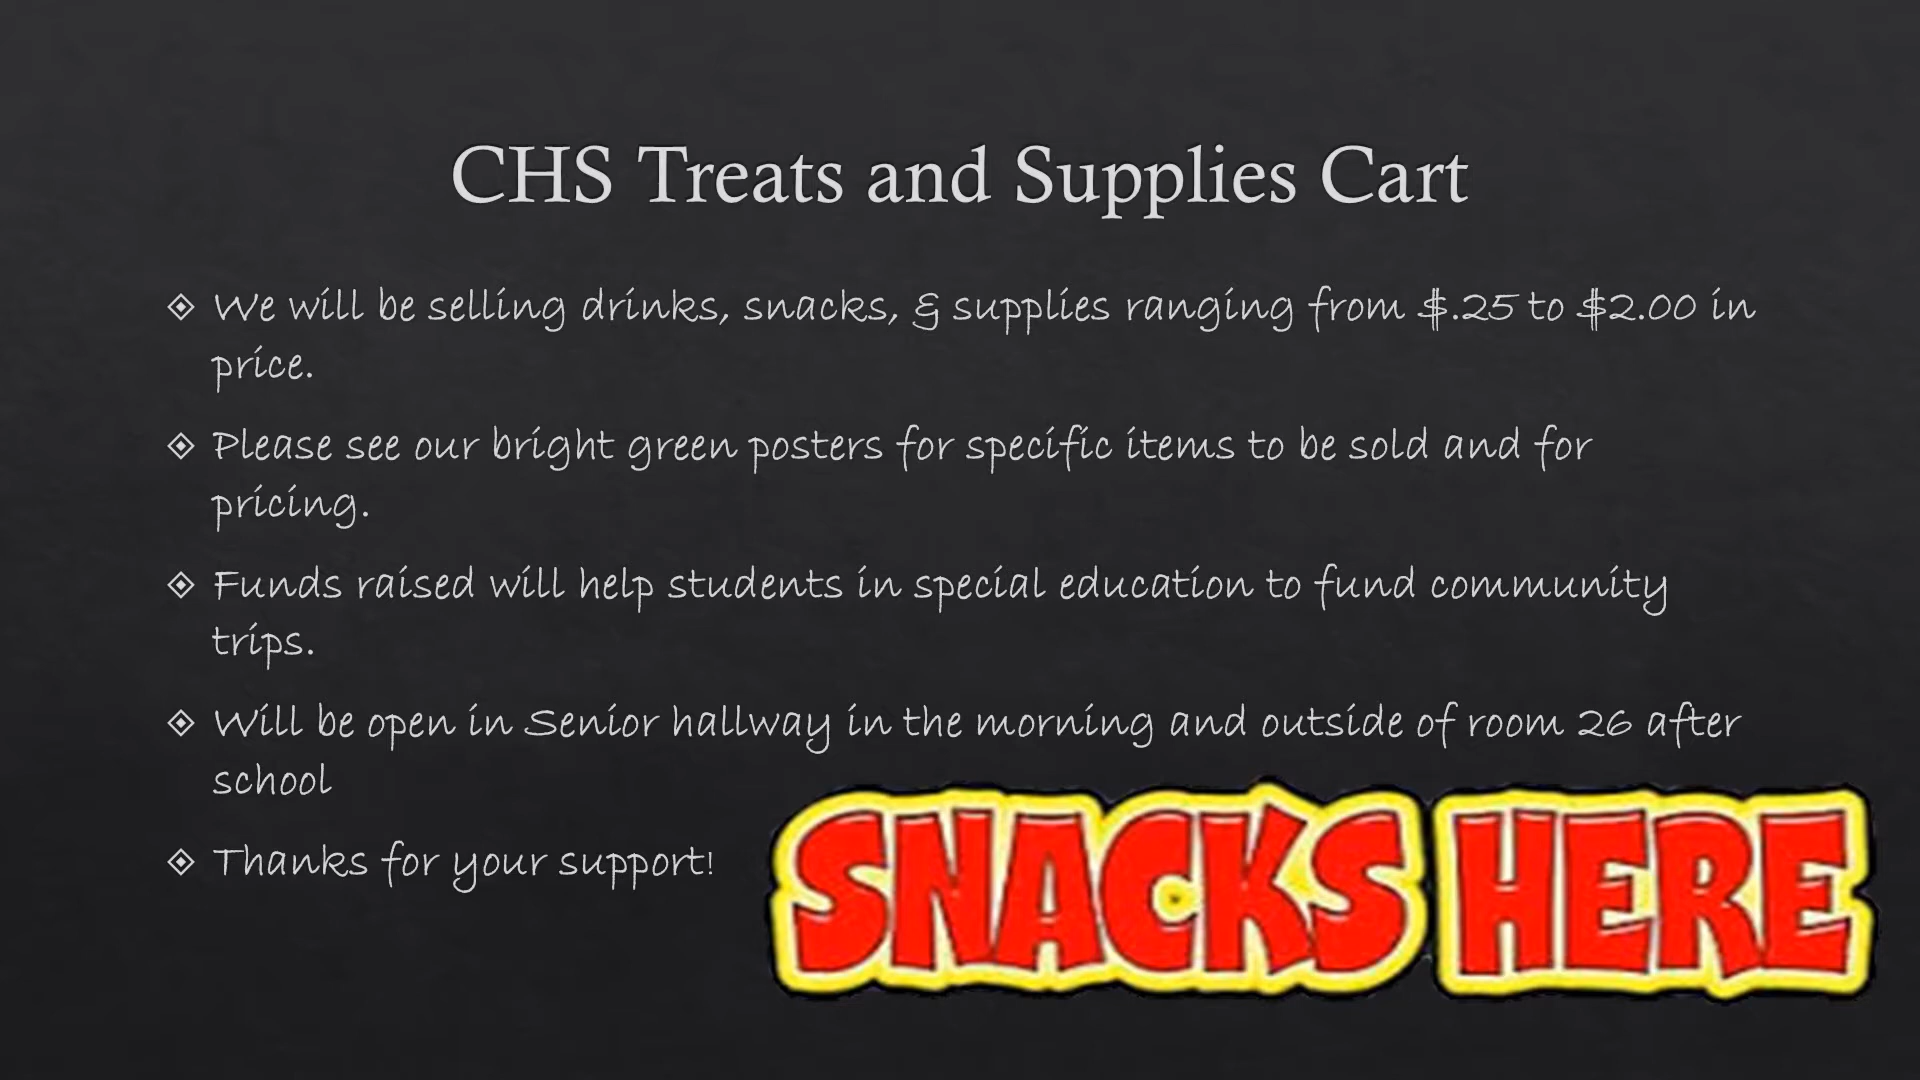 CHS Treats and Supplies Cart
We will be selling drinks, snacks, & supplies ranging from $.25 to $2.00 in
price.
Please see our bright green posters for specific items to be sold and for
pricing.
Funds raised will help students in special education to fund community
trips.
Will be open in Senior hallway in the morning and outside of room 26 after
school
Thanks for your support!
SNACKS HERE